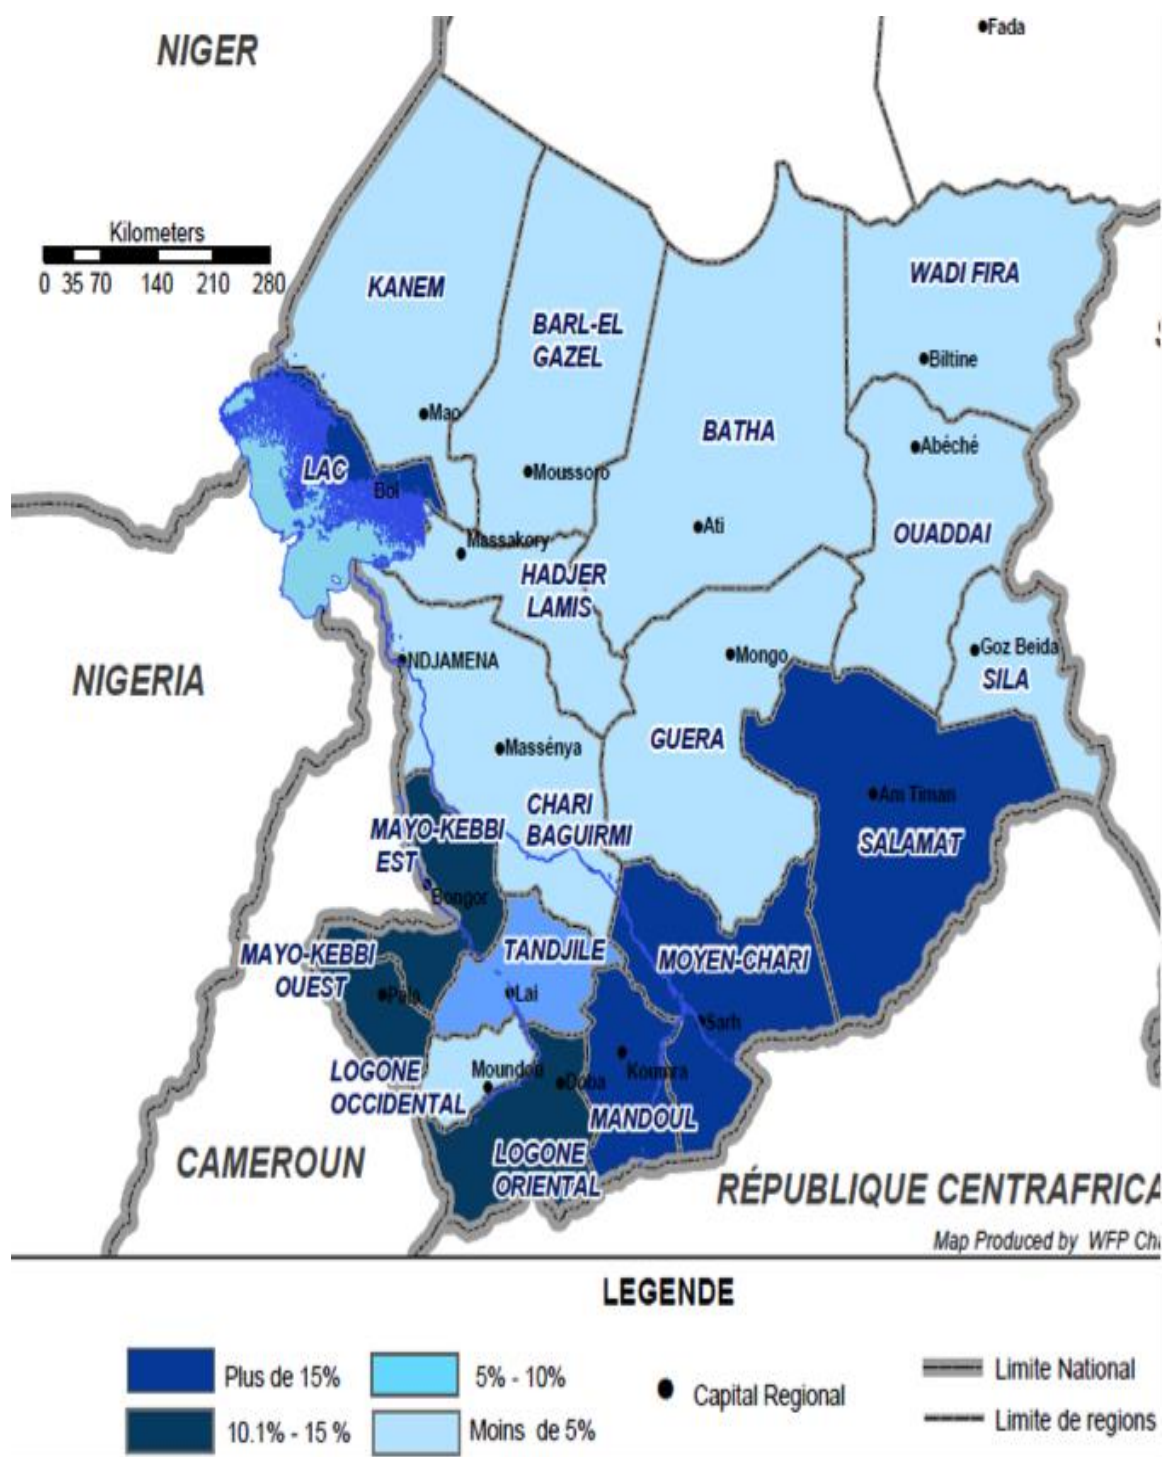 NIGER
Fada
Kilometers
0 35 70 140 210 280
KANEM
WADI FIRA
BARL-EL
GAZEL
Biltine
Mao
BATHA
Abéché
LAC
Moussoro
Bol
Ati
OUADDAI
Massakory
HADJER
LAMIS
NDJAMENA
Mongo
Goz Beida
NIGERIA
SILA
GUERA
Massénya
Am Timan
CHARI
BAGUIRMI
MAYO-KEBBI
EST
SALAMAT
Bongor
MAYO-KEBBI
OUEST
TANDJILE
MOYEN-CHARI
Pala
Lai
Sarh
LOGONE
OCCIDENTAL
Moundou
Doba
Koumra
MANDOUL
CAMEROUN
LOGONE
ORIENTAL
RÉPUBLIQUE CENTRAFRICA
Map Produced by WFP Cha
LEGENDE
Plus de 15%
5% - 10%
Capital Regional
Limite National
10.1% - 15 %
Moins de 5%
Limite de regions